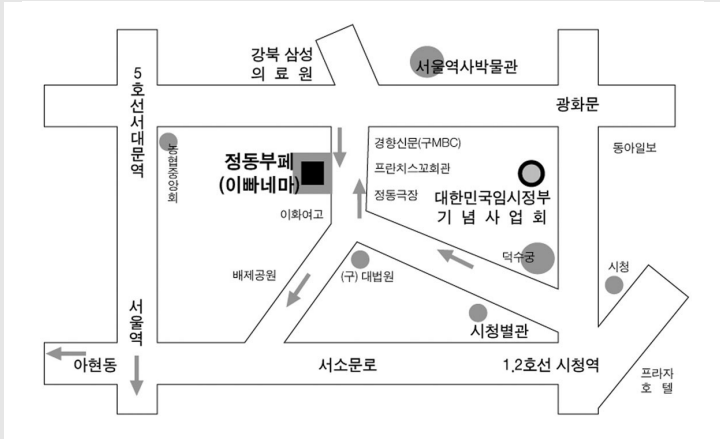 강북 삼성
의 료 원
서울역사박물관
5호선서대문역
광화문
농협중앙회
정동부페
(이빠네마)
경향신문(구MBC)
프란치스꼬회관
정동극장
대한민국임시정부
기 념 사 업 회
동아일보
이화여고
덕수궁
배제공원
(구) 대법원
시청
서울역
시청별관
아현동
서소문로
1,2호선 시청역
프라자
호 텔